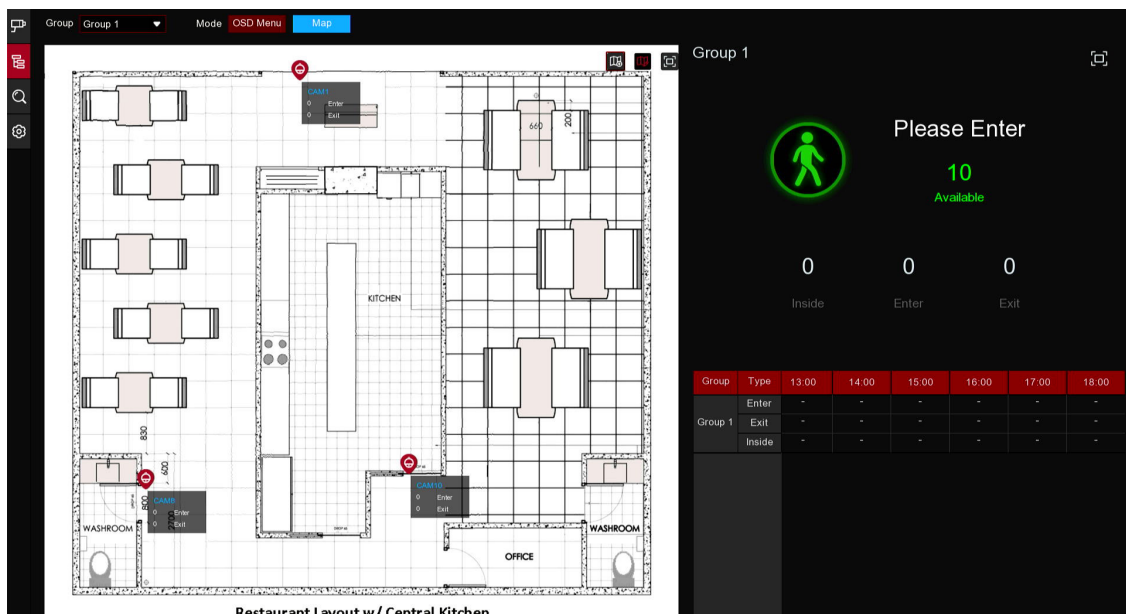 Group Group 1 Mode OSD Menu Map
Group 1
Please Enter
10
Available
0 0 0
Inside Enter Exit
Group Type 13:00 14:00 15:00 16:00 17:00 18:00
Group 1
Enter - - - - - -
Exit - - - - - -
Inside - - - - - -
CAM1
0 Enter
0 Exit
660
200
KITCHEN
830
600
CAM10
0 Enter
0 Exit
800
0 Enter
0 Exit
WASHROOM
WASHROOM
OFFICE
Restaurant Layout w/ Central Kitchen